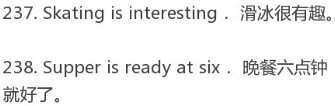 237. Skating is interesting． 滑冰很有趣。
238. Supper is ready at six． 晚餐六点钟
就好了。